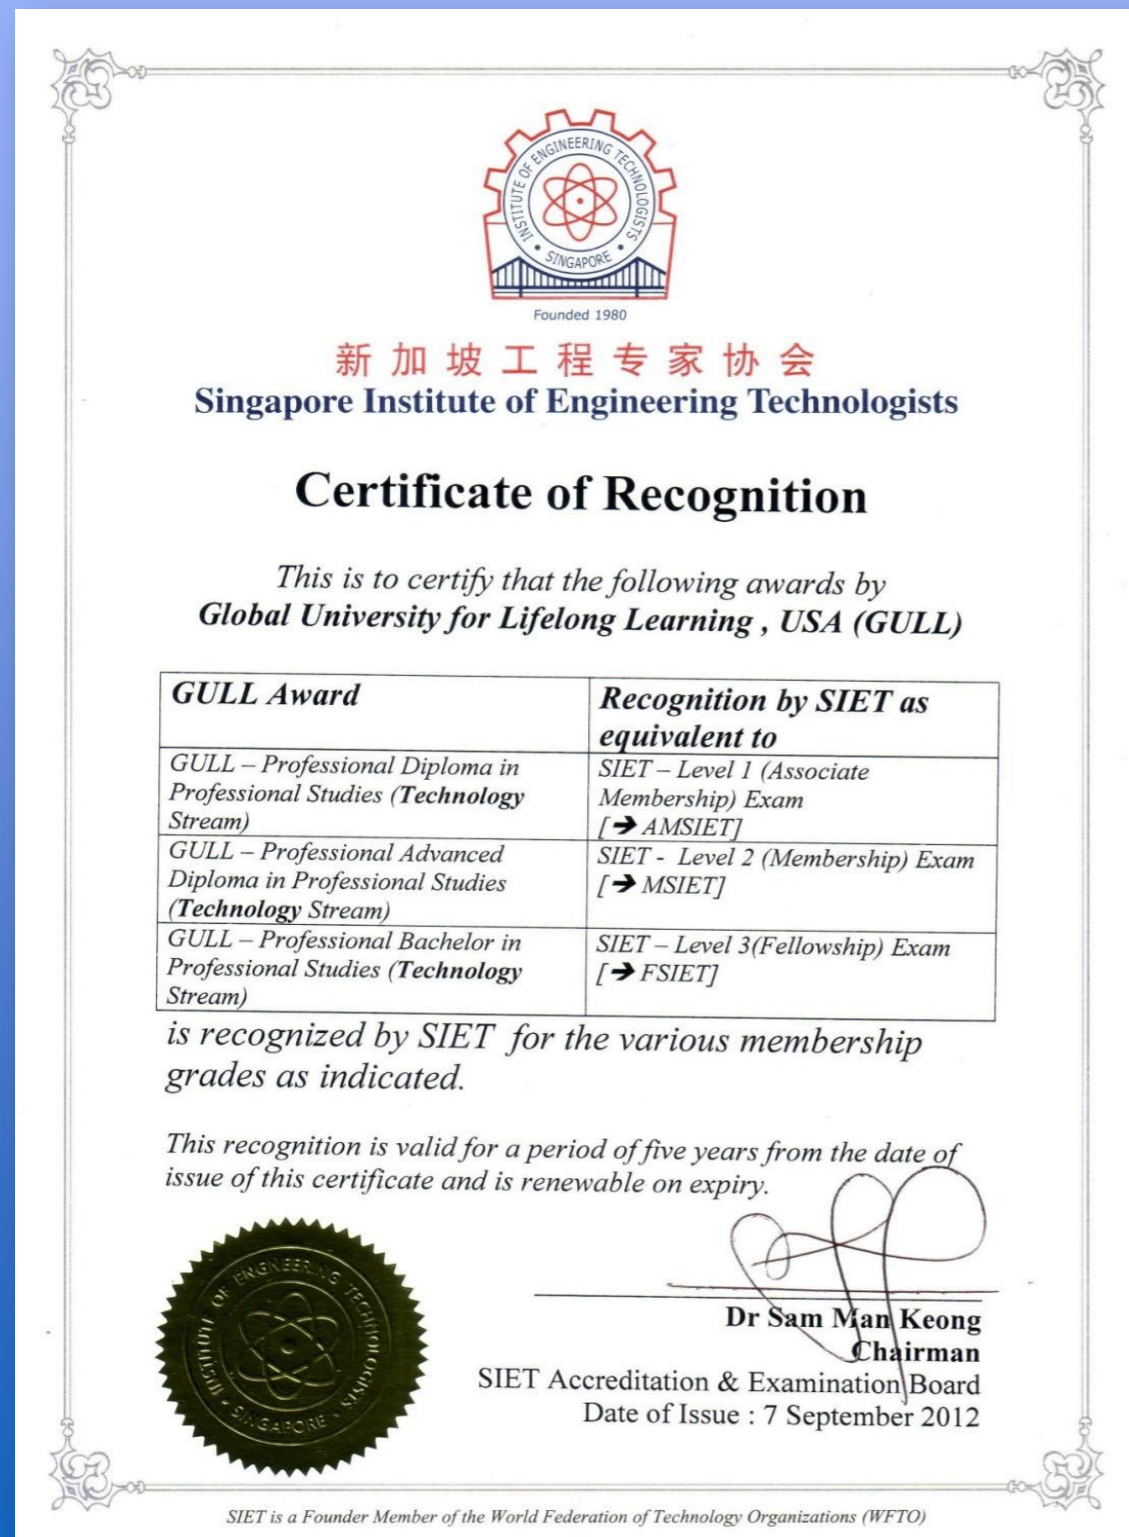 INSTITUTE OF ENGINEERING TECHNOLOGISTS
• SINGAPORE •
Founded 1980
新加坡工程专家协会
Singapore Institute of Engineering Technologists
Certificate of Recognition
This is to certify that the following awards by
Global University for Lifelong Learning , USA (GULL)
GULL Award
Recognition by SIET as
equivalent to
GULL – Professional Diploma in
Professional Studies (Technology
Stream)
SIET – Level 1 (Associate
Membership) Exam
[➔ AMSIET]
GULL – Professional Advanced
Diploma in Professional Studies
(Technology Stream)
SIET - Level 2 (Membership) Exam
[➔ MSIET]
GULL – Professional Bachelor in
Professional Studies (Technology
Stream)
SIET – Level 3(Fellowship) Exam
[➔ FSIET]
is recognized by SIET for the various membership
grades as indicated.
This recognition is valid for a period of five years from the date of
issue of this certificate and is renewable on expiry.
INSTITUTE OF ENGNEERING TECHNOLOGISTS
• SINGAPORE •
Dr Sam Man Keong
Chairman
SIET Accreditation & Examination Board
Date of Issue : 7 September 2012
SIET is a Founder Member of the World Federation of Technology Organizations (WFTO)